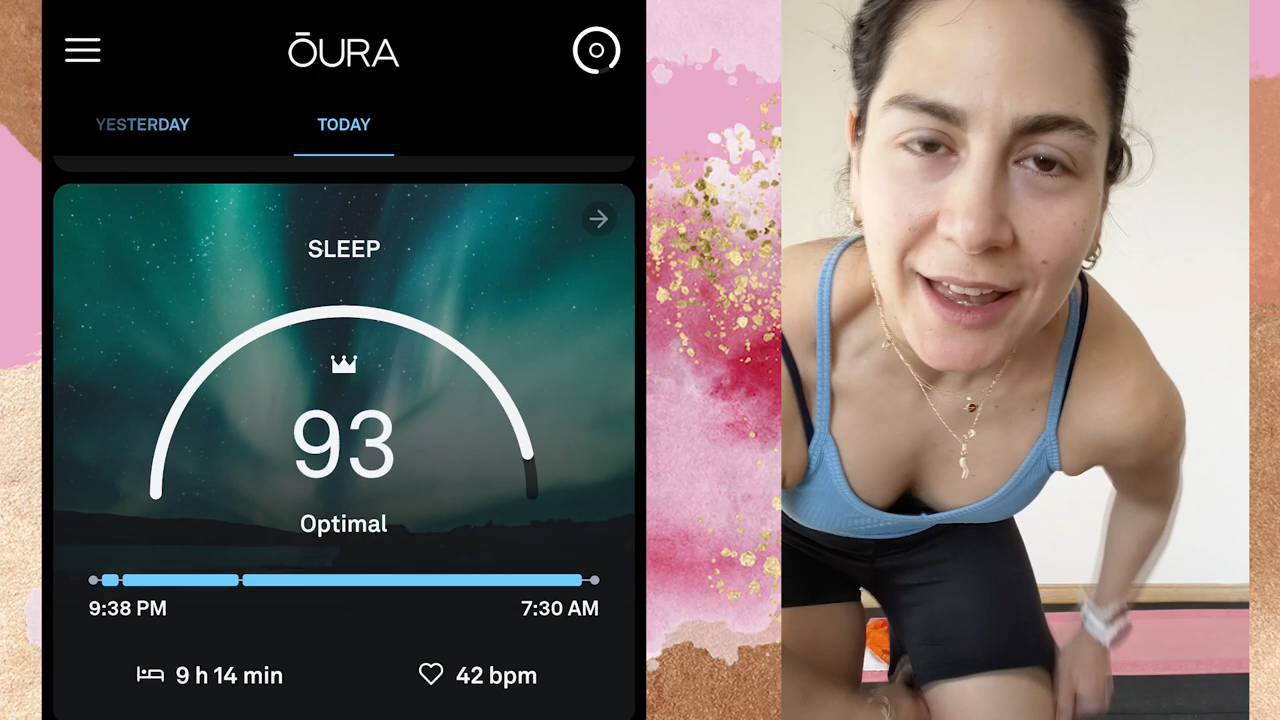 ŌURA
YESTERDAY TODAY
SLEEP
93
Optimal
9:38 PM 7:30 AM
9 h 14 min 42 bpm